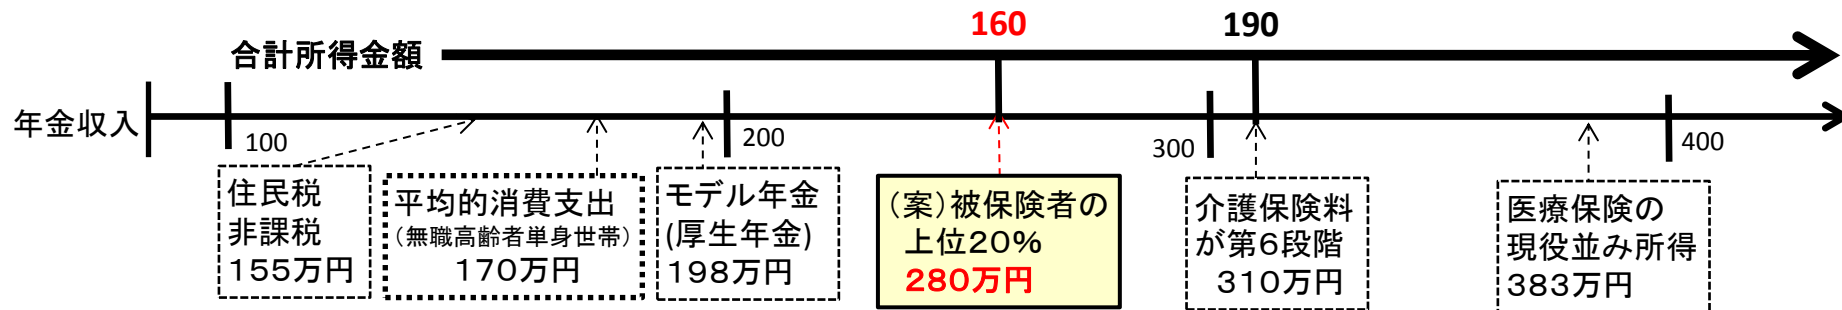 160
190
合計所得金額
年金収入
100
200
300
400
住民税
非課税
155万円
平均的消費支出
（無職高齢者単身世帯）
170万円
モデル年金
(厚生年金)
198万円
（案）被保険者の
上位20%
280万円
介護保険料
が第6段階
310万円
医療保険の
現役並み所得
383万円